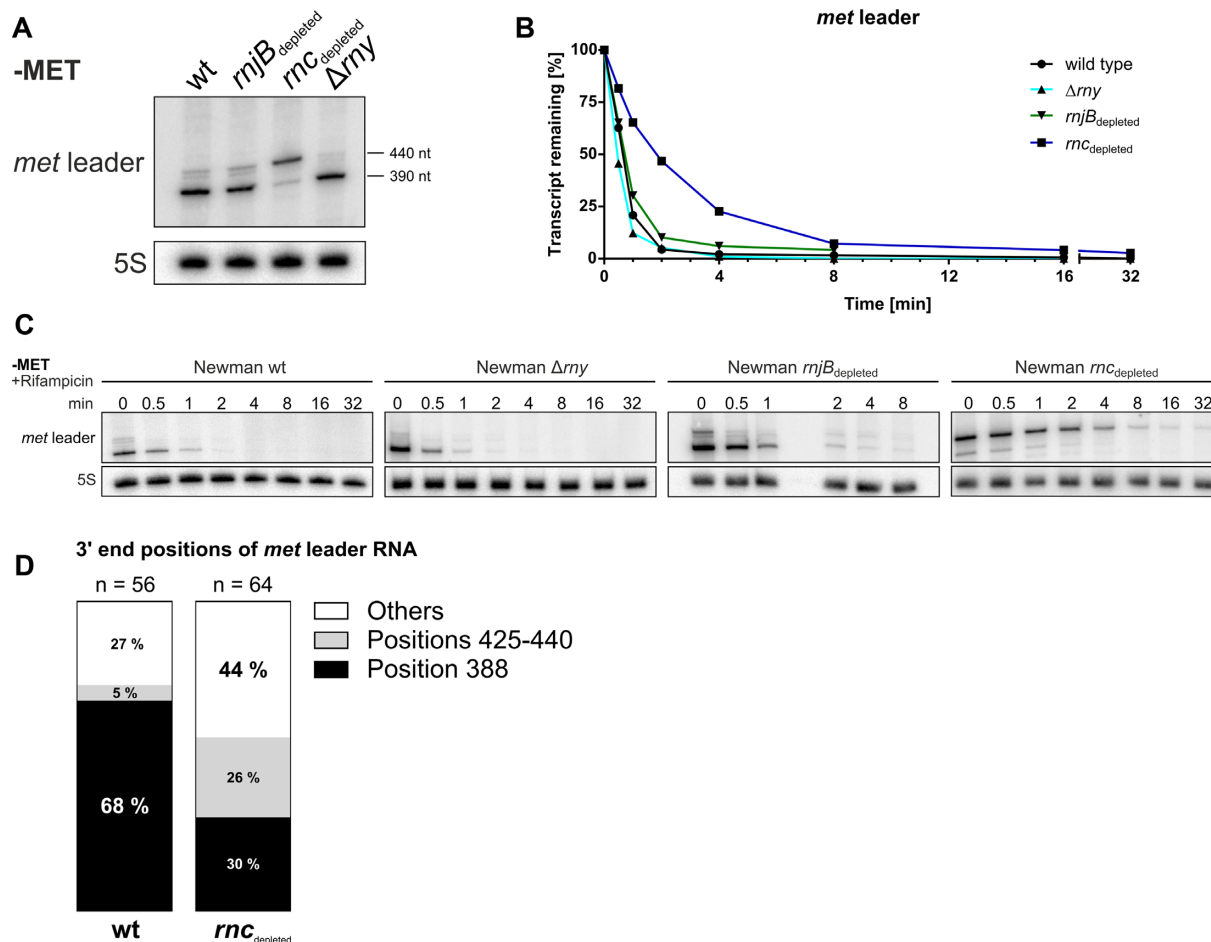 A
-MET
wt
rnjB depleted
rnc depleted
Δrny
met leader
440 nt
390 nt
5S
B
met leader
Transcript remaining [%]
100
75
50
25
0
0 4 8 12 16 32
Time [min]
wild type
Δrny
rnjB depleted
rnc depleted
C
-MET
+Rifampicin
Newman wt
Newman Δrny
Newman rnjB depleted
Newman rnc depleted
min 0 0.5 1 2 4 8 16 32 0 0.5 1 2 4 8 16 32 0 0.5 1 2 4 8 0 0.5 1 2 4 8 16 32
met leader
5S
D
3' end positions of met leader RNA
n = 56 n = 64
27 %
5 %
68 %
44 %
26 %
30 %
wt rnc depleted
Others
Positions 425-440
Position 388